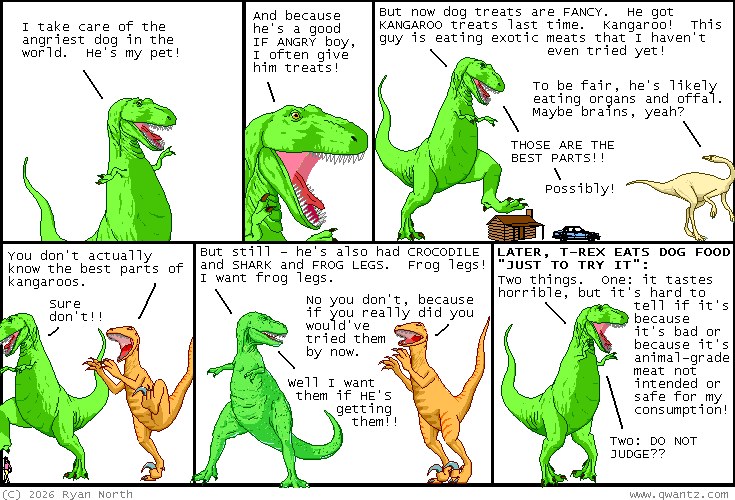 I take care of the
angriest dog in the
world.  He's my pet!
And because
he's a good
IF ANGRY boy,
I often give
him treats!
But now dog treats are FANCY.  He got
KANGAROO treats last time.  Kangaroo!  This
guy is eating exotic meats that I haven't
even tried yet!
To be fair, he's likely
eating organs and offal.
Maybe brains, yeah?
THOSE ARE THE
BEST PARTS!!
Possibly!
You don't actually
know the best parts of
kangaroos.
Sure
don't!!
But still - he's also had CROCODILE
and SHARK and FROG LEGS.  Frog legs!
I want frog legs.
No you don't, because
if you really did you
would've
tried them
by now.
Well I want
them if HE'S
getting
them!!
LATER, T-REX EATS DOG FOOD
"JUST TO TRY IT":
Two things.  One: it tastes
horrible, but it's hard to
tell if it's
because
it's bad or
because it's
animal-grade
meat not
intended or
safe for my
consumption!
Two: DO NOT
JUDGE??
(C) 2026 Ryan North
www.qwantz.com